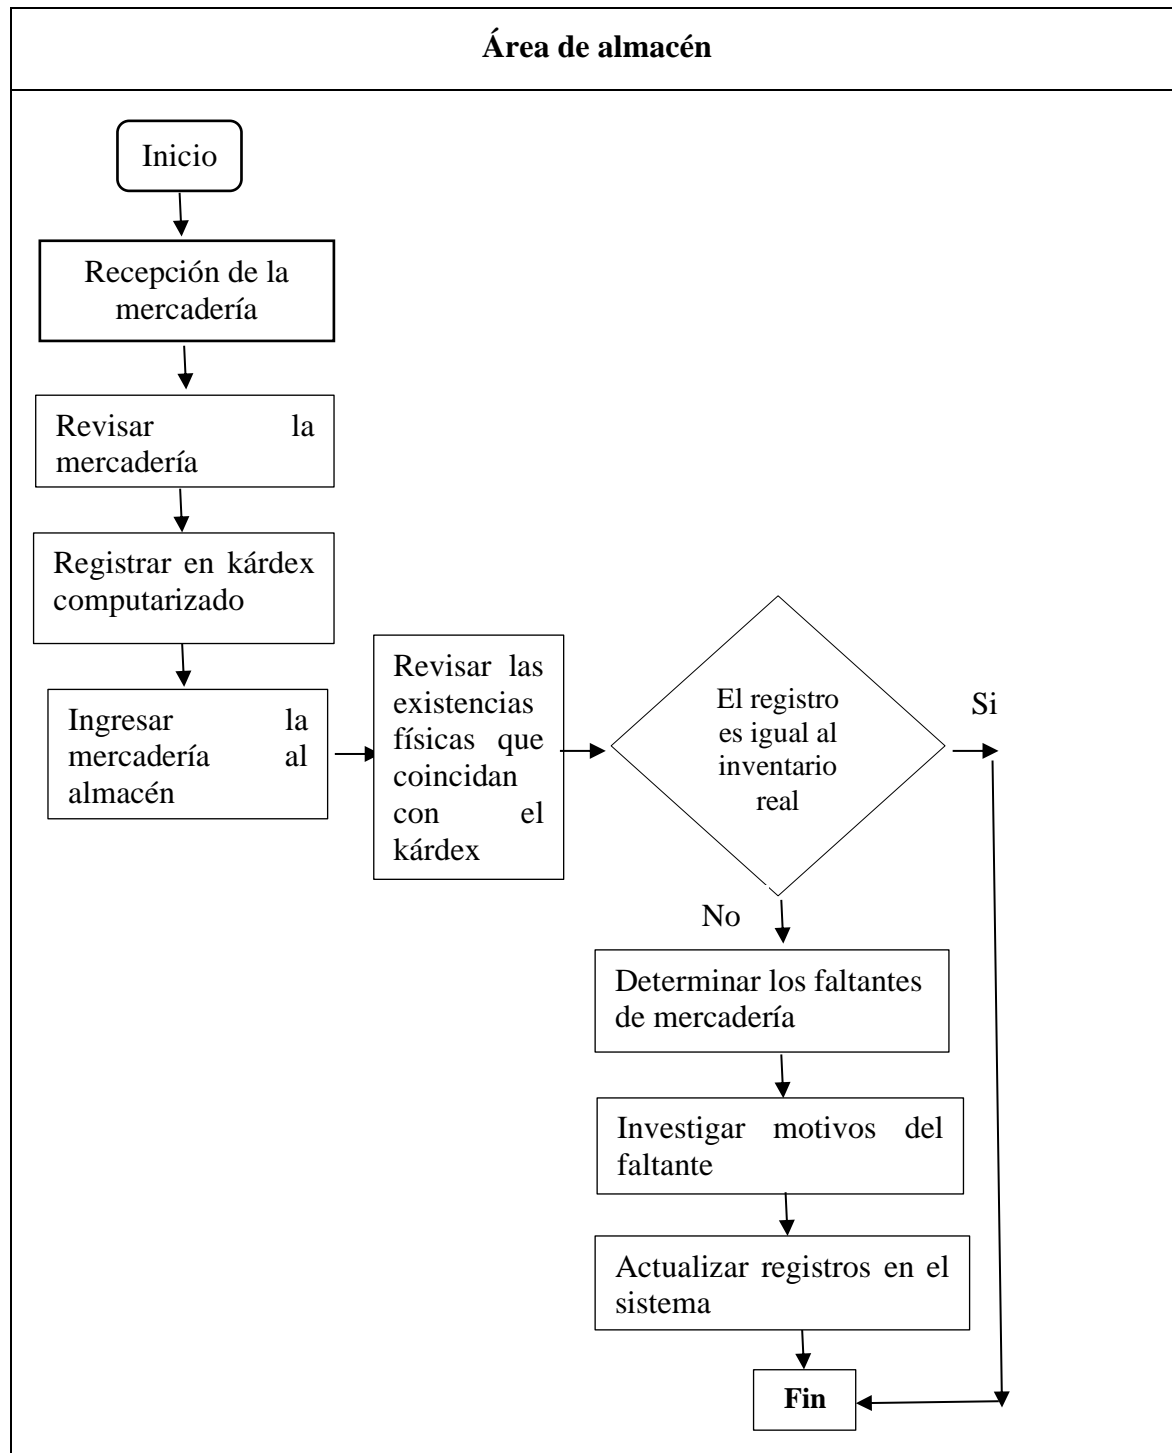 Área de almacén
Inicio
Recepción de la
mercadería
Revisar la
mercadería
Registrar en kárdex
computarizado
Ingresar la
mercadería al
almacén
Revisar las
existencias
físicas que
coincidan
con el
kárdex
El registro
es igual al
inventario
real
Si
No
Determinar los faltantes
de mercadería
Investigar motivos del
faltante
Actualizar registros en el
sistema
Fin